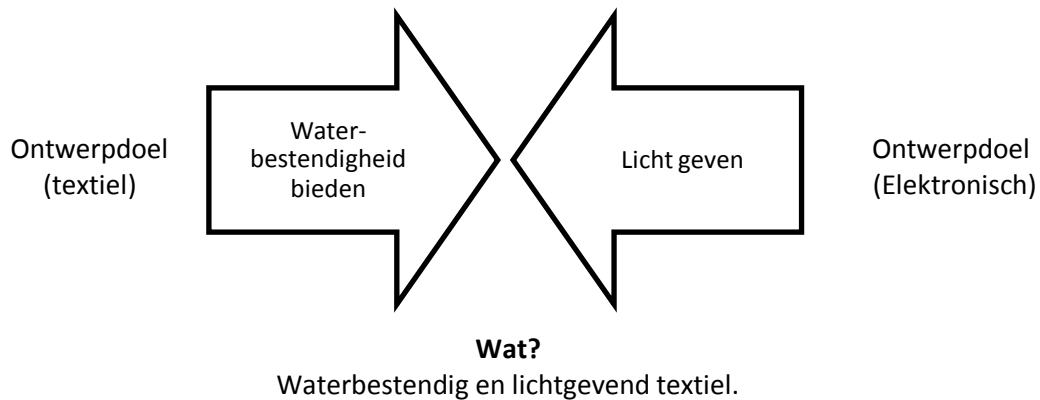 Ontwerpdoel
(textiel)
Water-
bestendigheid
bieden
Licht geven
Ontwerpdoel
(Elektronisch)
Wat?
Waterbestendig en lichtgevend textiel.